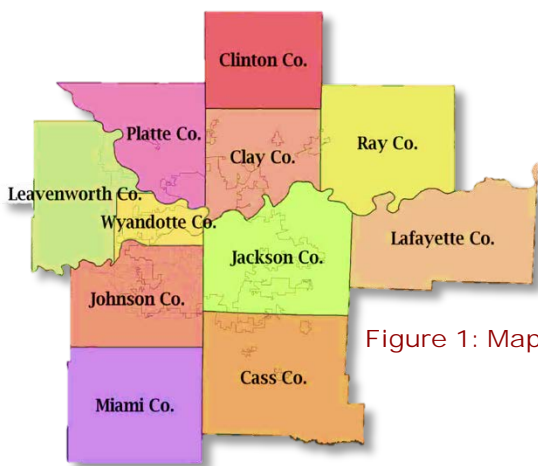 Clinton Co.
Platte Co.
Clay Co.
Ray Co.
Leavenworth Co.
Wyandotte Co.
Lafayette Co.
Jackson Co.
Johnson Co.
Figure 1: Map
Cass Co.
Miami Co.